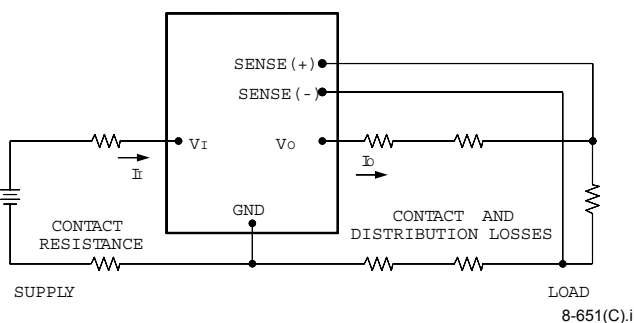 SENSE(+)
SENSE(-)
VI
VO
II
IO
GND
CONTACT
RESISTANCE
CONTACT AND
DISTRIBUTION LOSSES
SUPPLY
LOAD
8-651(C).i